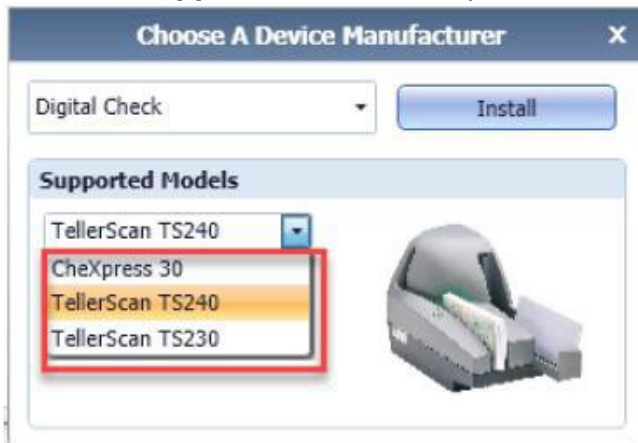 Choose A Device Manufacturer X
Digital Check Install
Supported Models
TellerScan TS240
CheXpress 30
TellerScan TS240
TellerScan TS230